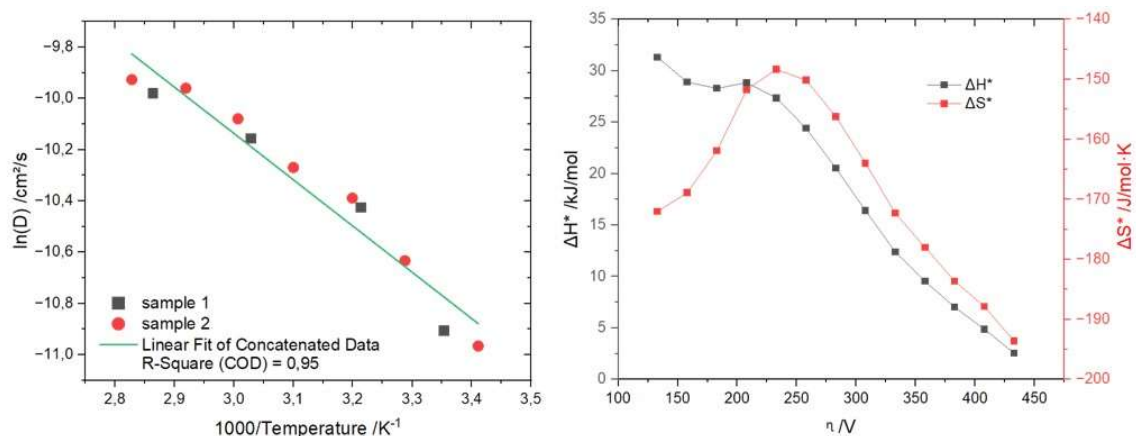 −9,8
−10,0
−10,2
−10,4
−10,6
−10,8
−11,0
ln(D) /cm²/s
sample 1
sample 2
Linear Fit of Concatenated Data
R-Square (COD) = 0,95
2,8 2,9 3,0 3,1 3,2 3,3 3,4 3,5
1000/Temperature /K⁻¹
35
30
25
20
15
10
5
0
ΔH* /kJ/mol
ΔH*
ΔS*
−140
−150
−160
−170
−180
−190
−200
ΔS* /J/mol·K
100 150 200 250 300 350 400 450
η /V